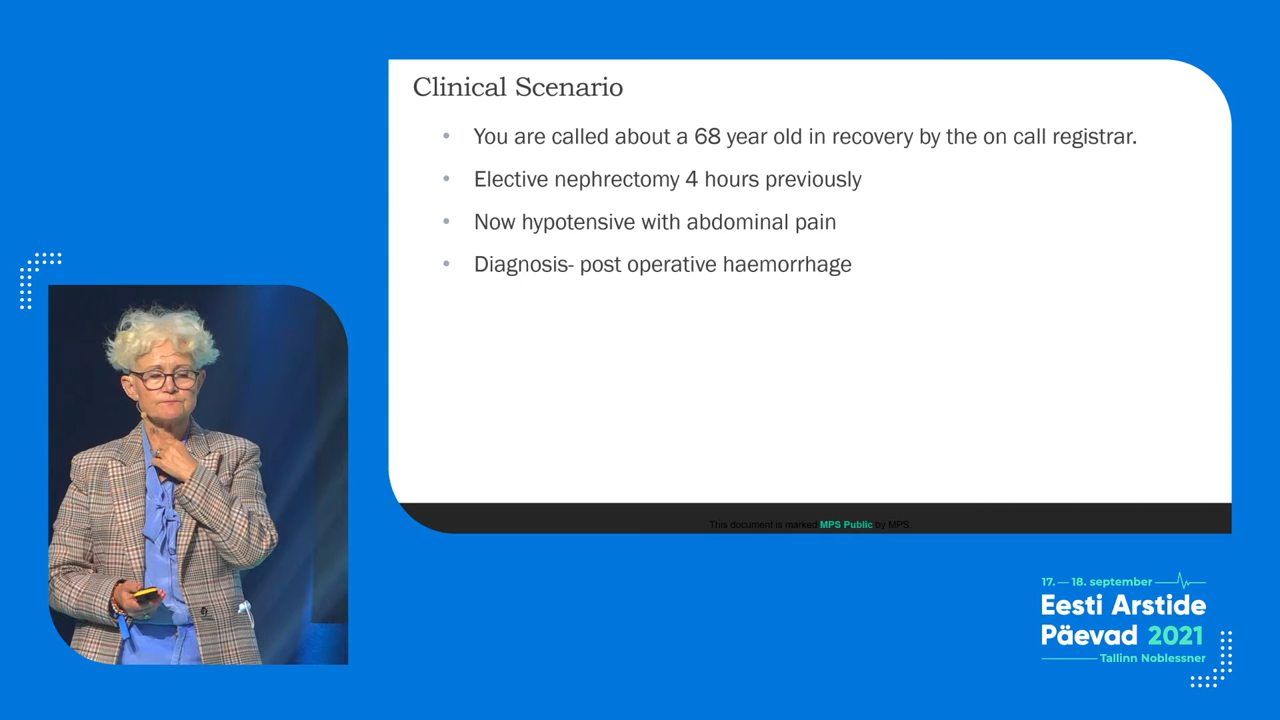 Clinical Scenario
• You are called about a 68 year old in recovery by the on call registrar.
• Elective nephrectomy 4 hours previously
• Now hypotensive with abdominal pain
• Diagnosis- post operative haemorrhage
This document is marked MPS Public by MPS.
17. — 18. september
Eesti Arstide
Päevad 2021
Tallinn Noblessner